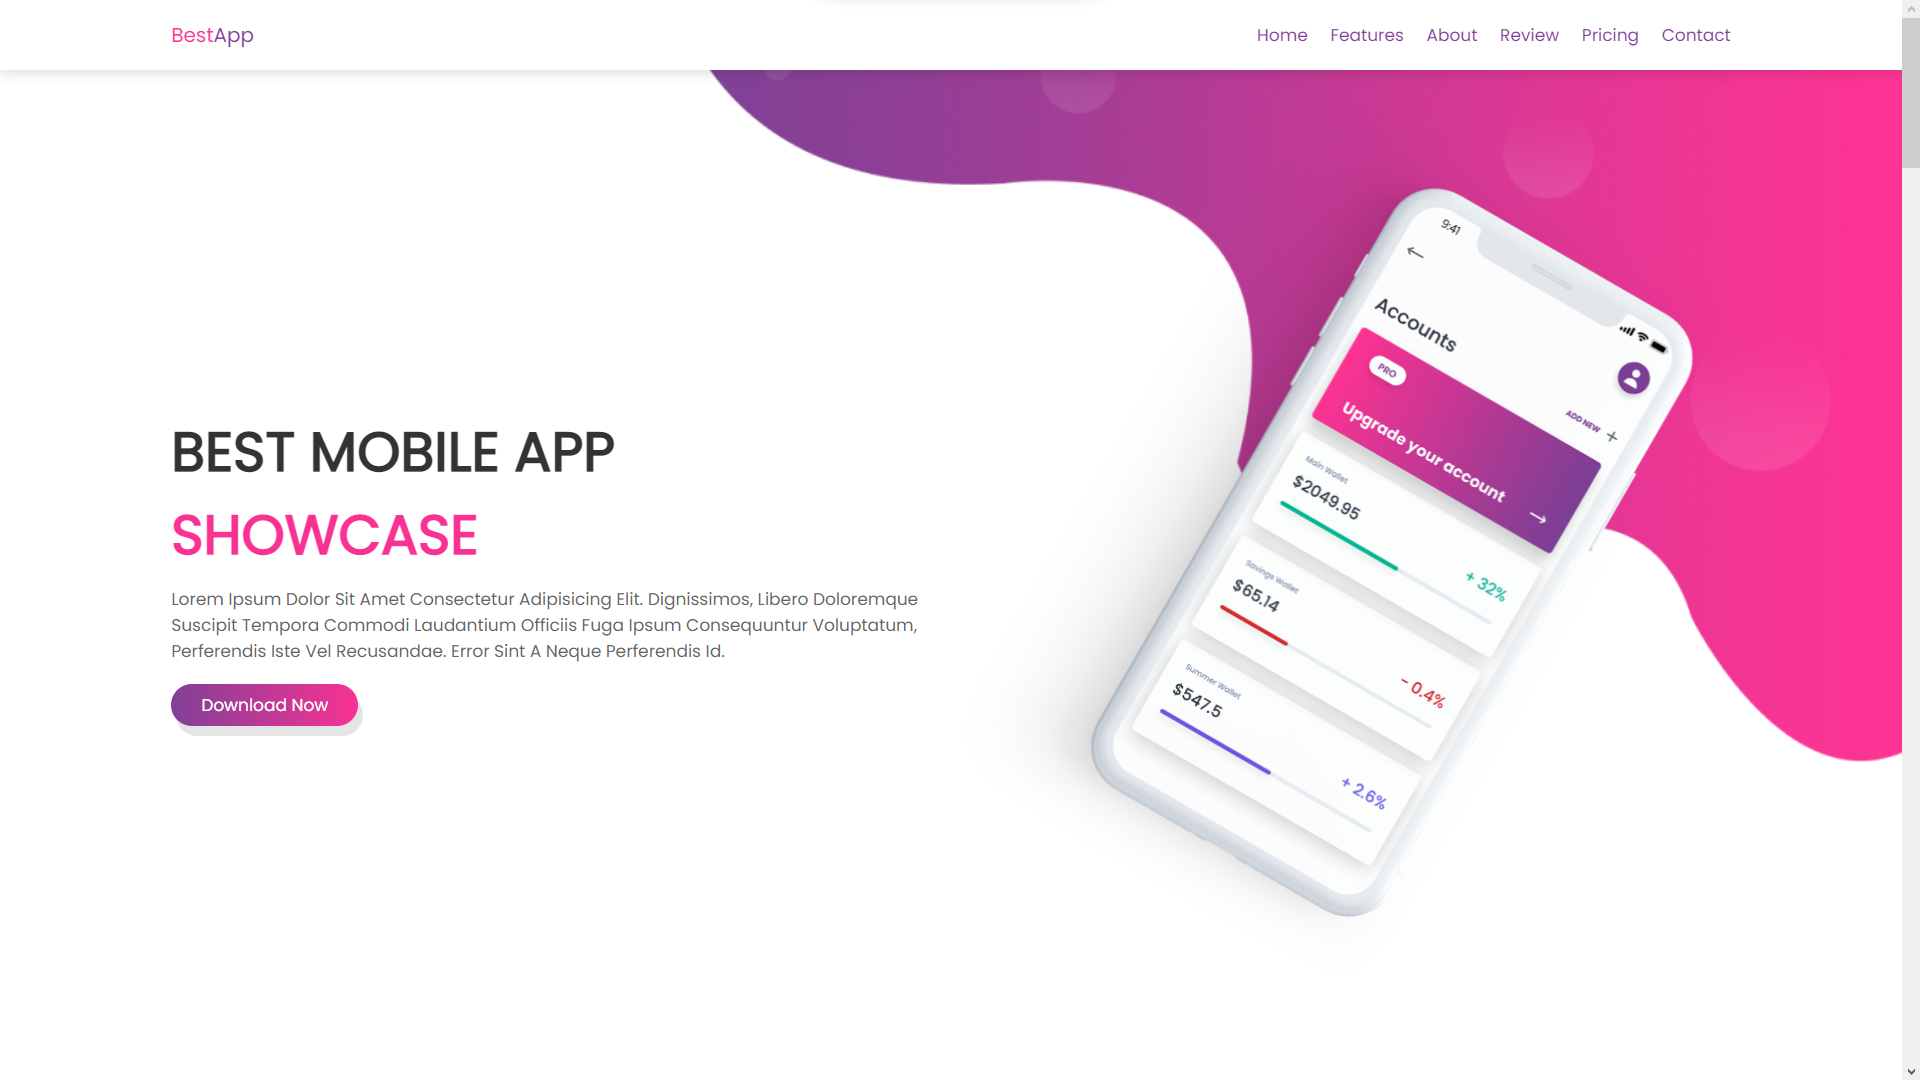 BestApp
Home Features About Review Pricing Contact
9:41
Accounts
PRO
ADD NEW +
Upgrade your account
Main Wallet
$2049.95
+ 32%
Savings Wallet
$65.14
- 0.4%
Summer Wallet
$547.5
+ 2.6%
BEST MOBILE APP
SHOWCASE
Lorem Ipsum Dolor Sit Amet Consectetur Adipisicing Elit. Dignissimos, Libero Doloremque
Suscipit Tempora Commodi Laudantium Officiis Fuga Ipsum Consequuntur Voluptatum,
Perferendis Iste Vel Recusandae. Error Sint A Neque Perferendis Id.
Download Now